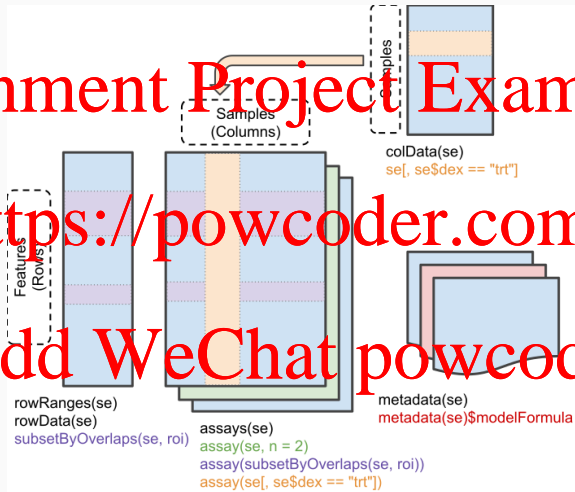 Samples
nment Project Exam
Samples
(Columns)
colData(se)
se[, se$dex == "trt"]
Features
(Rows)
ttps://powcoder.com
dd WeChat powcod
rowRanges(se)
rowData(se)
subsetByOverlaps(se, roi)
assays(se)
assay(se, n = 2)
assay(subsetByOverlaps(se, roi))
assay(se[, se$dex == "trt"])
metadata(se)
metadata(se)$modelFormula